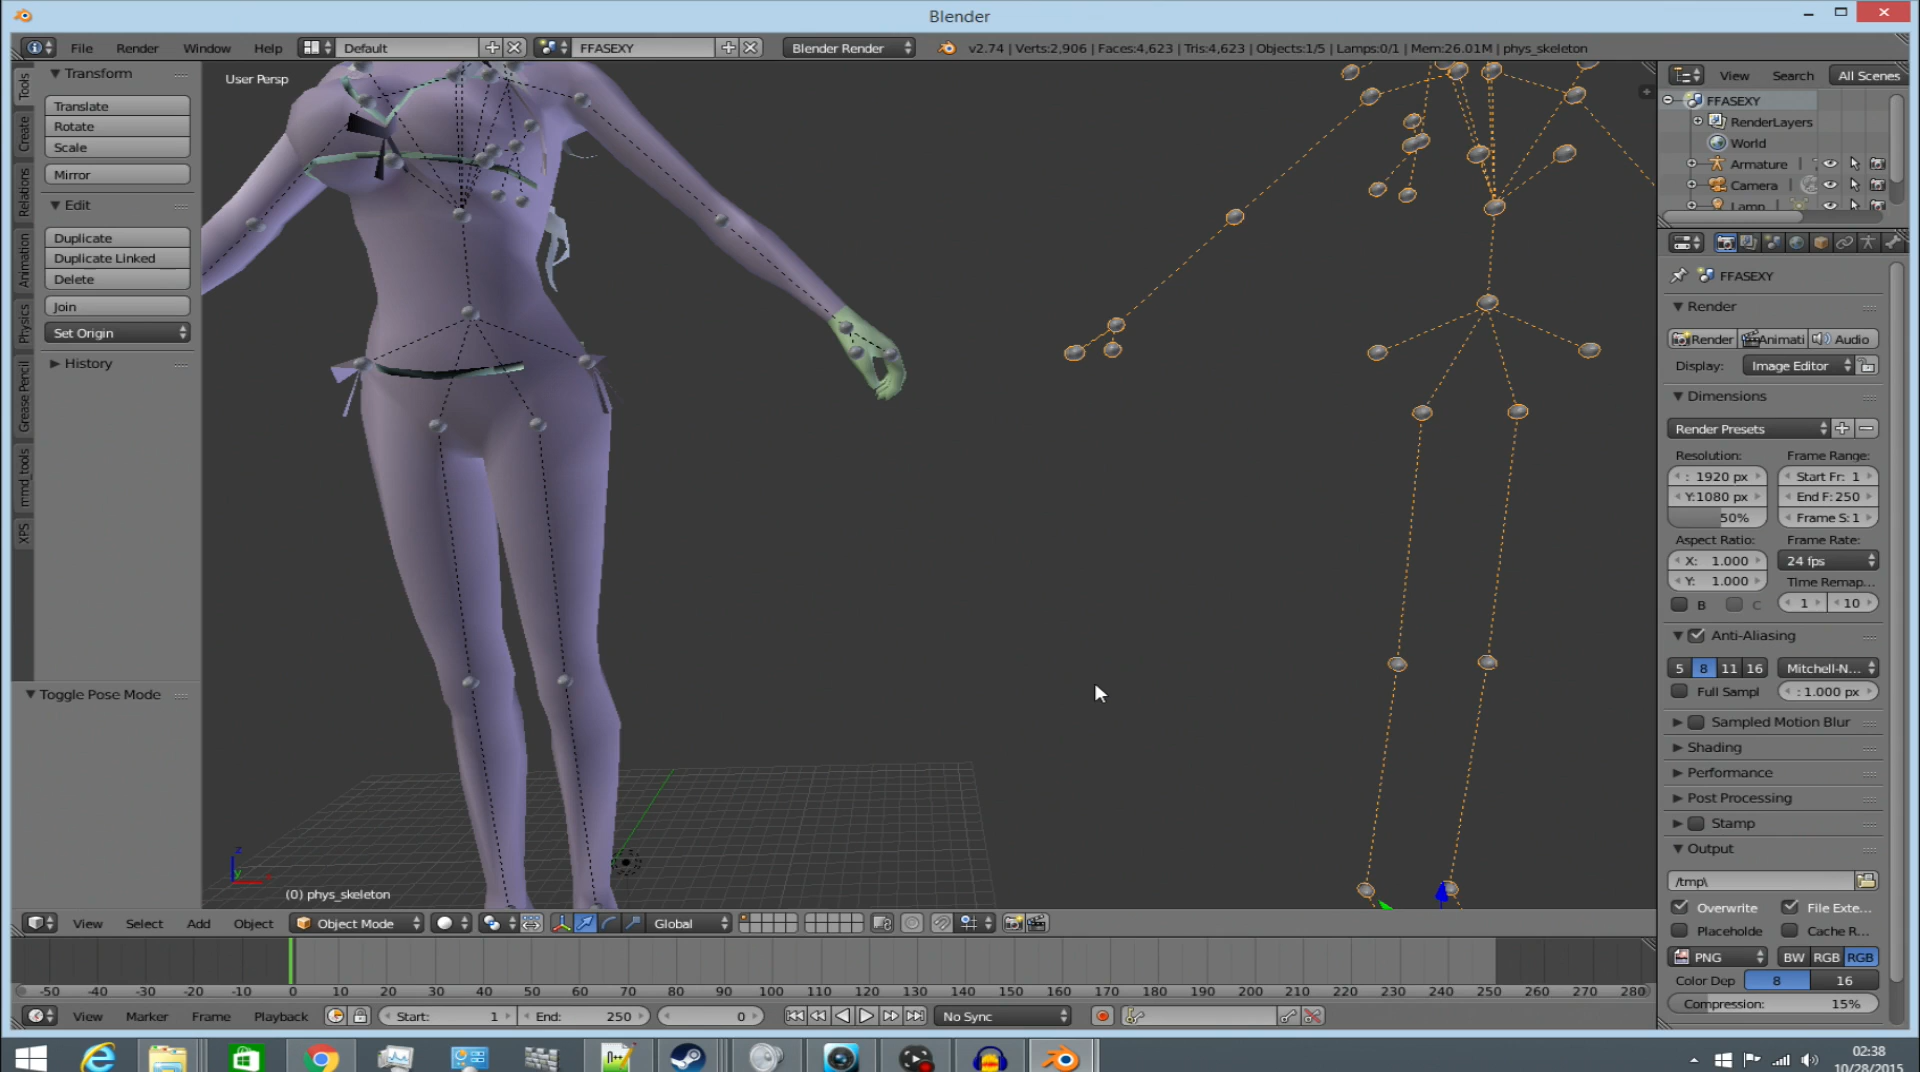 Blender
File Render Window Help Default FFASEXY Blender Render v2.74 | Verts:2,906 | Faces:4,623 | Tris:4,623 | Objects:1/5 | Lamps:0/1 | Mem:26.01M | phys_skeleton
Tools
Create
Relations
Animation
Physics
Grease Pencil
mmd_tools
XPS
Transform
Translate
Rotate
Scale
Mirror
Edit
Duplicate
Duplicate Linked
Delete
Join
Set Origin
History
Toggle Pose Mode
User Persp
z
y
(0) phys_skeleton
View Search All Scenes
FFASEXY
RenderLayers
World
Armature
Camera
Lamp
FFASEXY
Render
Render Animati Audio
Display: Image Editor
Dimensions
Render Presets
Resolution: Frame Range:
: 1920 px Start Fr: 1
Y:1080 px End F:250
50% Frame S:1
Aspect Ratio: Frame Rate:
X: 1.000 24 fps
Y: 1.000 Time Remap...
B C 1 10
Anti-Aliasing
5 8 11 16 Mitchell-N...
Full Sampl : 1.000 px
Sampled Motion Blur
Shading
Performance
Post Processing
Stamp
Output
/tmp\
Overwrite File Exte...
Placeholde Cache R...
PNG BW RGB RGB
Color Dep 8 16
Compression: 15%
View Select Add Object Object Mode Global
-50 -40 -30 -20 -10 0 10 20 30 40 50 60 70 80 90 100 110 120 130 140 150 160 170 180 190 200 210 220 230 240 250 260 270 280
View Marker Frame Playback Start: 1 End: 250 0 No Sync
02:38
10/28/2015